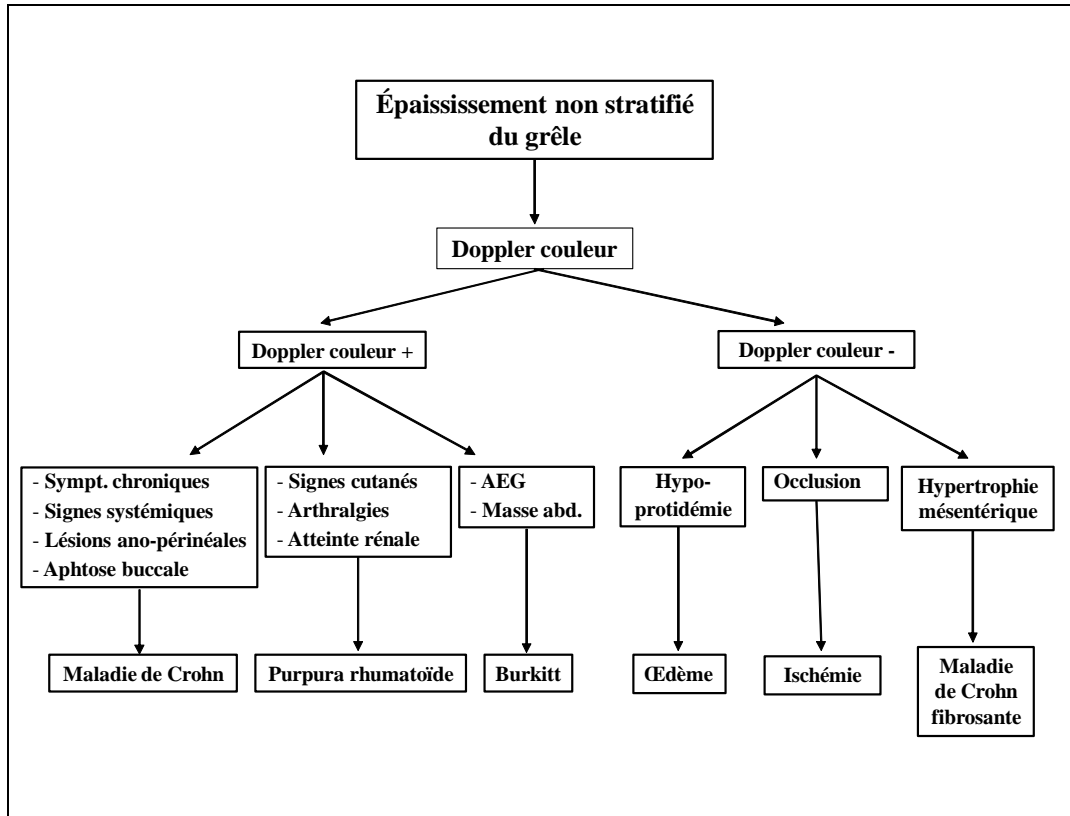 Épaississement non stratifié
du grêle
Doppler couleur
Doppler couleur +
Doppler couleur -
- Sympt. chroniques
- Signes systémiques
- Lésions ano-périnéales
- Aphtose buccale
- Signes cutanés
- Arthralgies
- Atteinte rénale
- AEG
- Masse abd.
Hypo-
protidémie
Occlusion
Hypertrophie
mésentérique
Maladie de Crohn
Purpura rhumatoïde
Burkitt
Œdème
Ischémie
Maladie
de Crohn
fibrosante